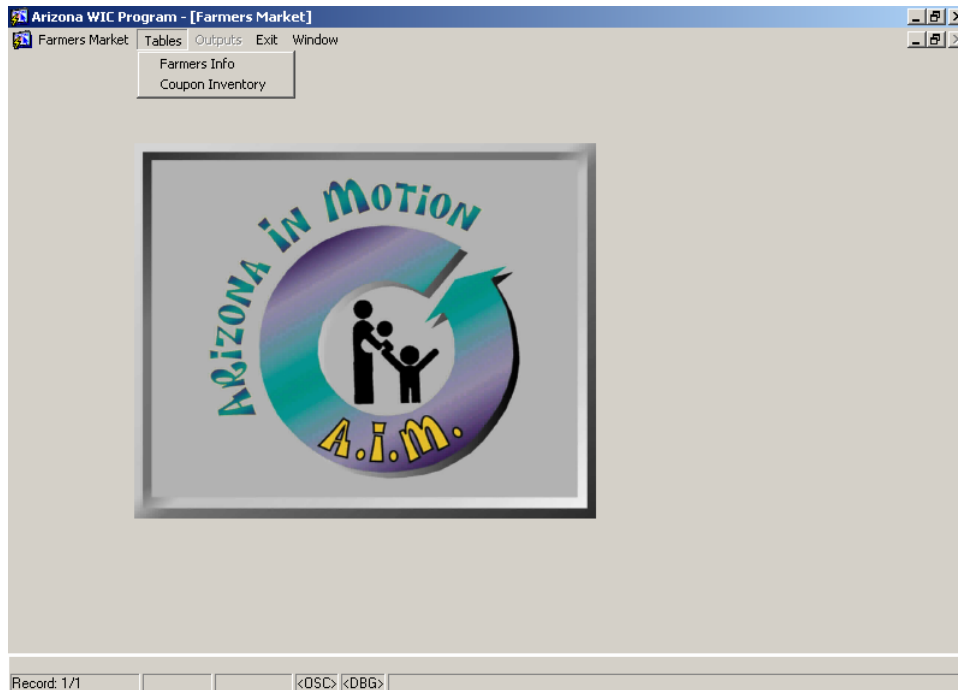 Arizona WIC Program - [Farmers Market]
Farmers Market Tables Outputs Exit Window
Farmers Info
Coupon Inventory
ARiZONA iN MOTiON
A.i.M.
Record: 1/1 <OSC> <DBG>